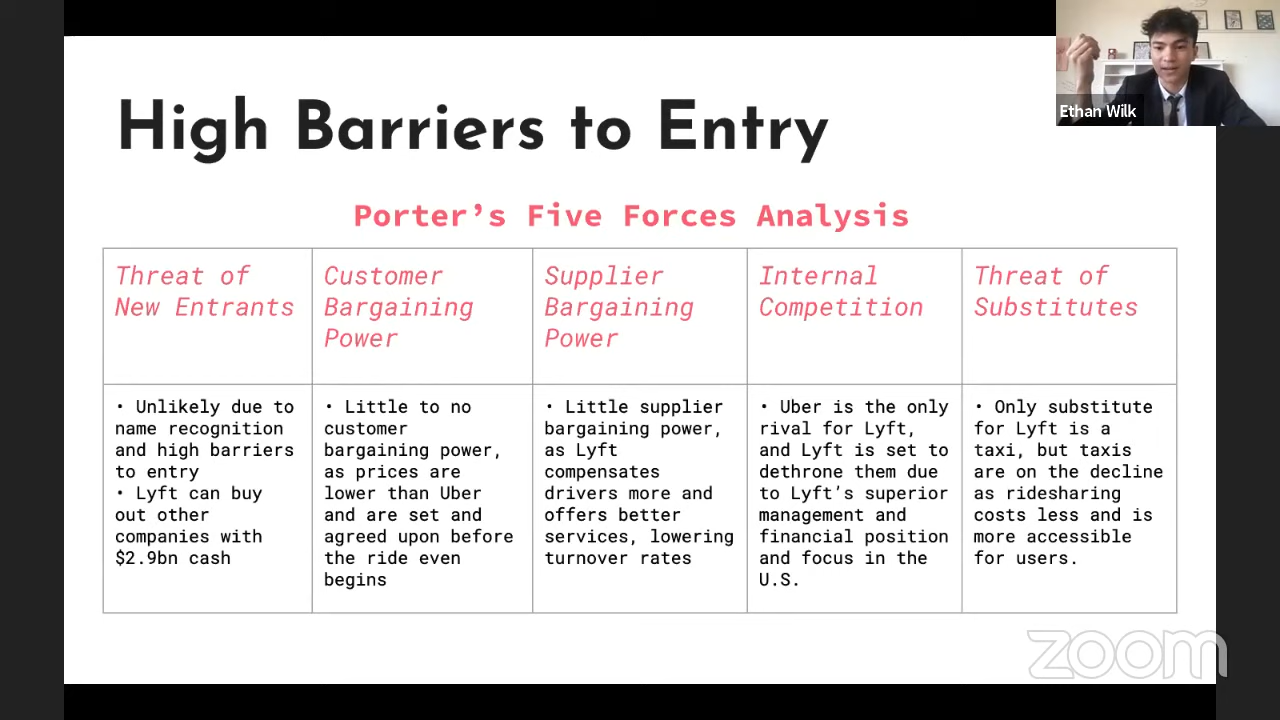 High Barriers to Entry
Ethan Wilk
Porter's Five Forces Analysis
Threat of
New Entrants
Customer
Bargaining
Power
Supplier
Bargaining
Power
Internal
Competition
Threat of
Substitutes
• Unlikely due to
name recognition
and high barriers
to entry
• Lyft can buy
out other
companies with
$2.9bn cash
• Little to no
customer
bargaining power,
as prices are
lower than Uber
and are set and
agreed upon before
the ride even
begins
• Little supplier
bargaining power,
as Lyft
compensates
drivers more and
offers better
services, lowering
turnover rates
• Uber is the only
rival for Lyft,
and Lyft is set to
dethrone them due
to Lyft's superior
management and
financial position
and focus in the
U.S.
• Only substitute
for Lyft is a
taxi, but taxis
are on the decline
as ridesharing
costs less and is
more accessible
for users.
zoom